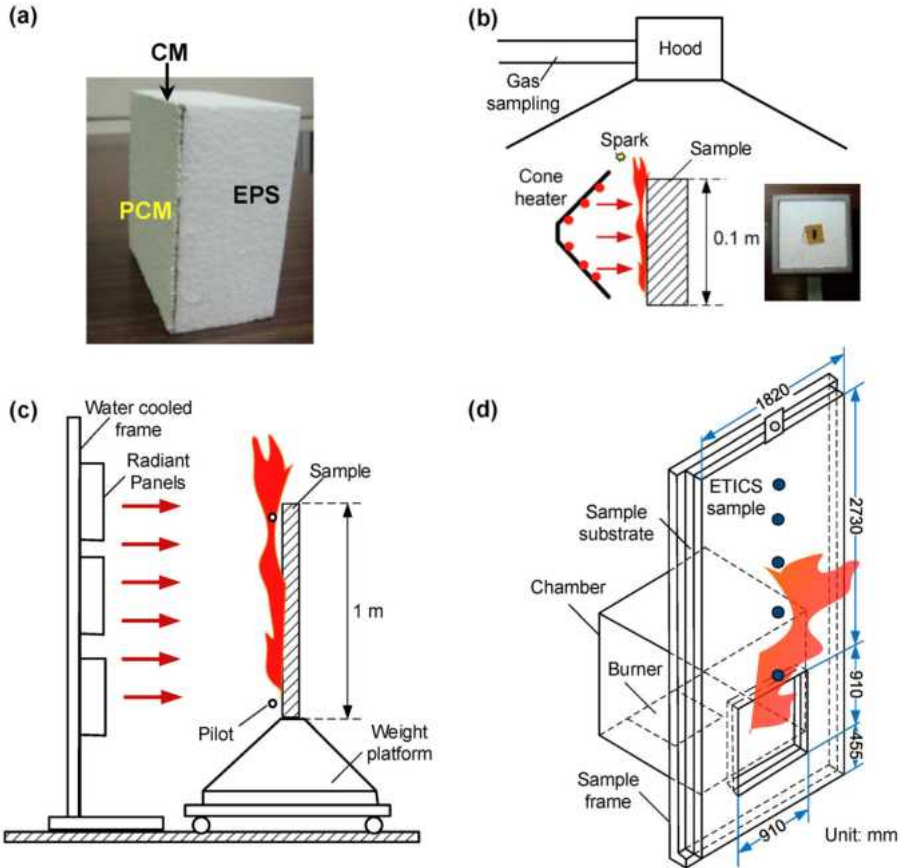 (a)
CM
PCM
EPS
(b)
Hood
Gas
sampling
Spark
Sample
Cone
heater
0.1 m
(c)
Water cooled
frame
Radiant
Panels
Sample
1 m
Pilot
Weight
platform
(d)
1820
ETICS
sample
2730
Sample
substrate
Chamber
Burner
910
455
Sample
frame
910
Unit: mm